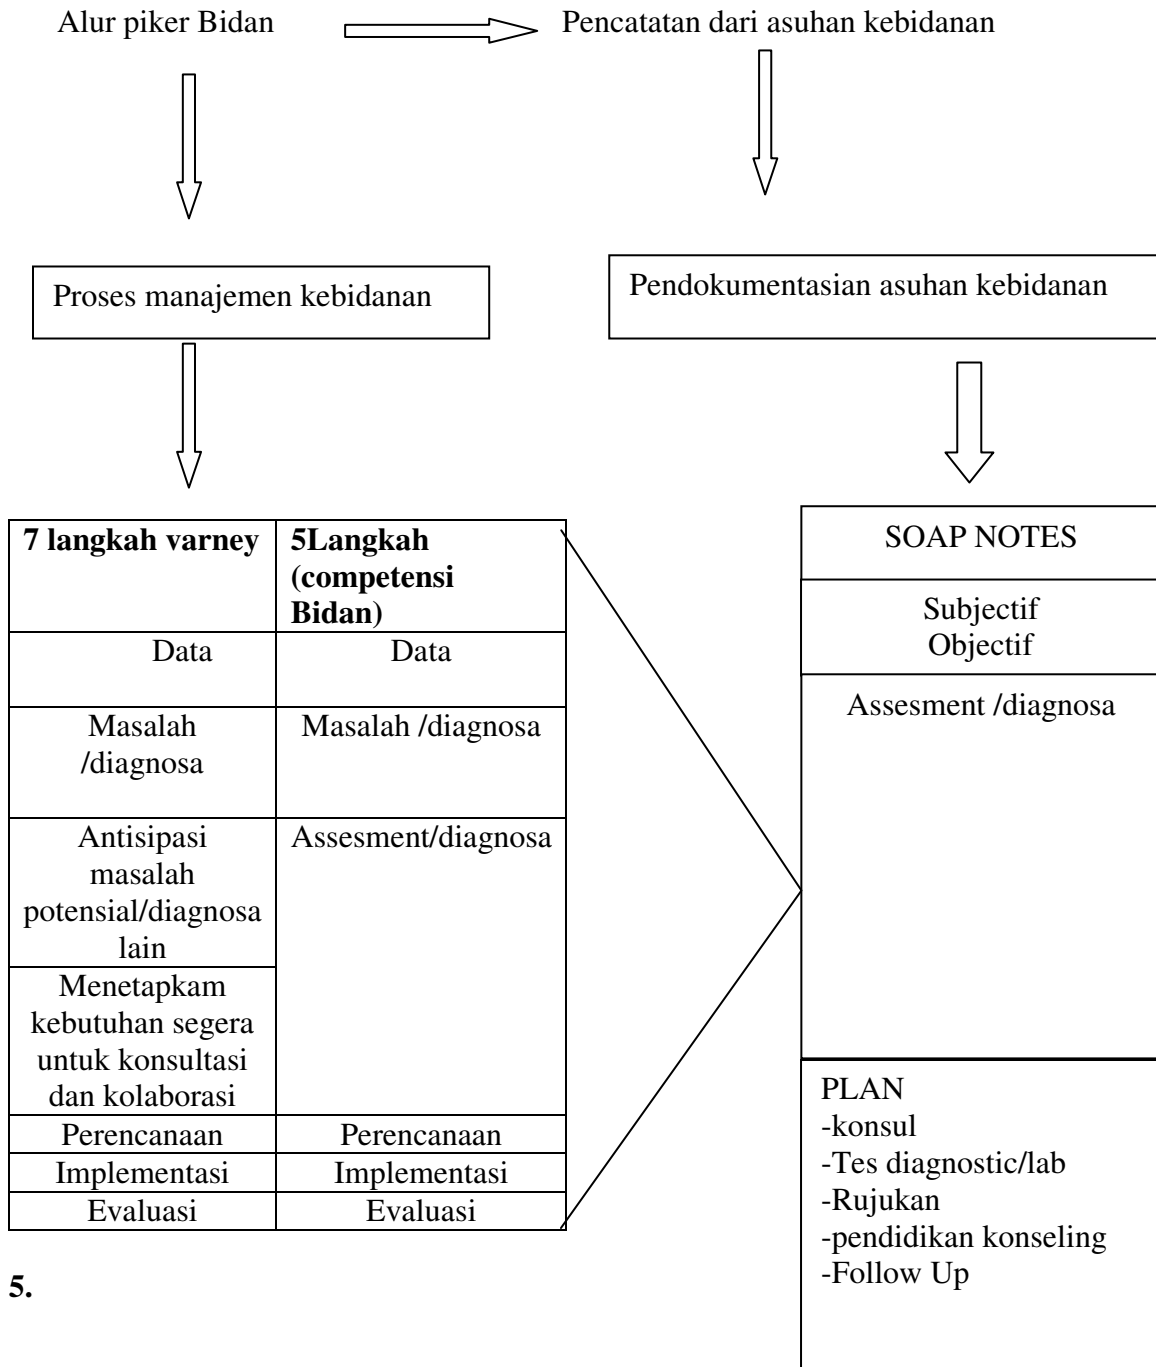 Alur piker Bidan
Pencatatan dari asuhan kebidanan
Proses manajemen kebidanan
Pendokumentasian asuhan kebidanan
7 langkah varney
5Langkah
(competensi
Bidan)
Data
Data
Masalah
/diagnosa
Masalah /diagnosa
Antisipasi
masalah
potensial/diagnosa
lain
Assesment/diagnosa
Menetapkam
kebutuhan segera
untuk konsultasi
dan kolaborasi
Perencanaan
Perencanaan
Implementasi
Implementasi
Evaluasi
Evaluasi
SOAP NOTES
Subjectif
Objectif
Assesment /diagnosa
PLAN
-konsul
-Tes diagnostic/lab
-Rujukan
-pendidikan konseling
-Follow Up
5.